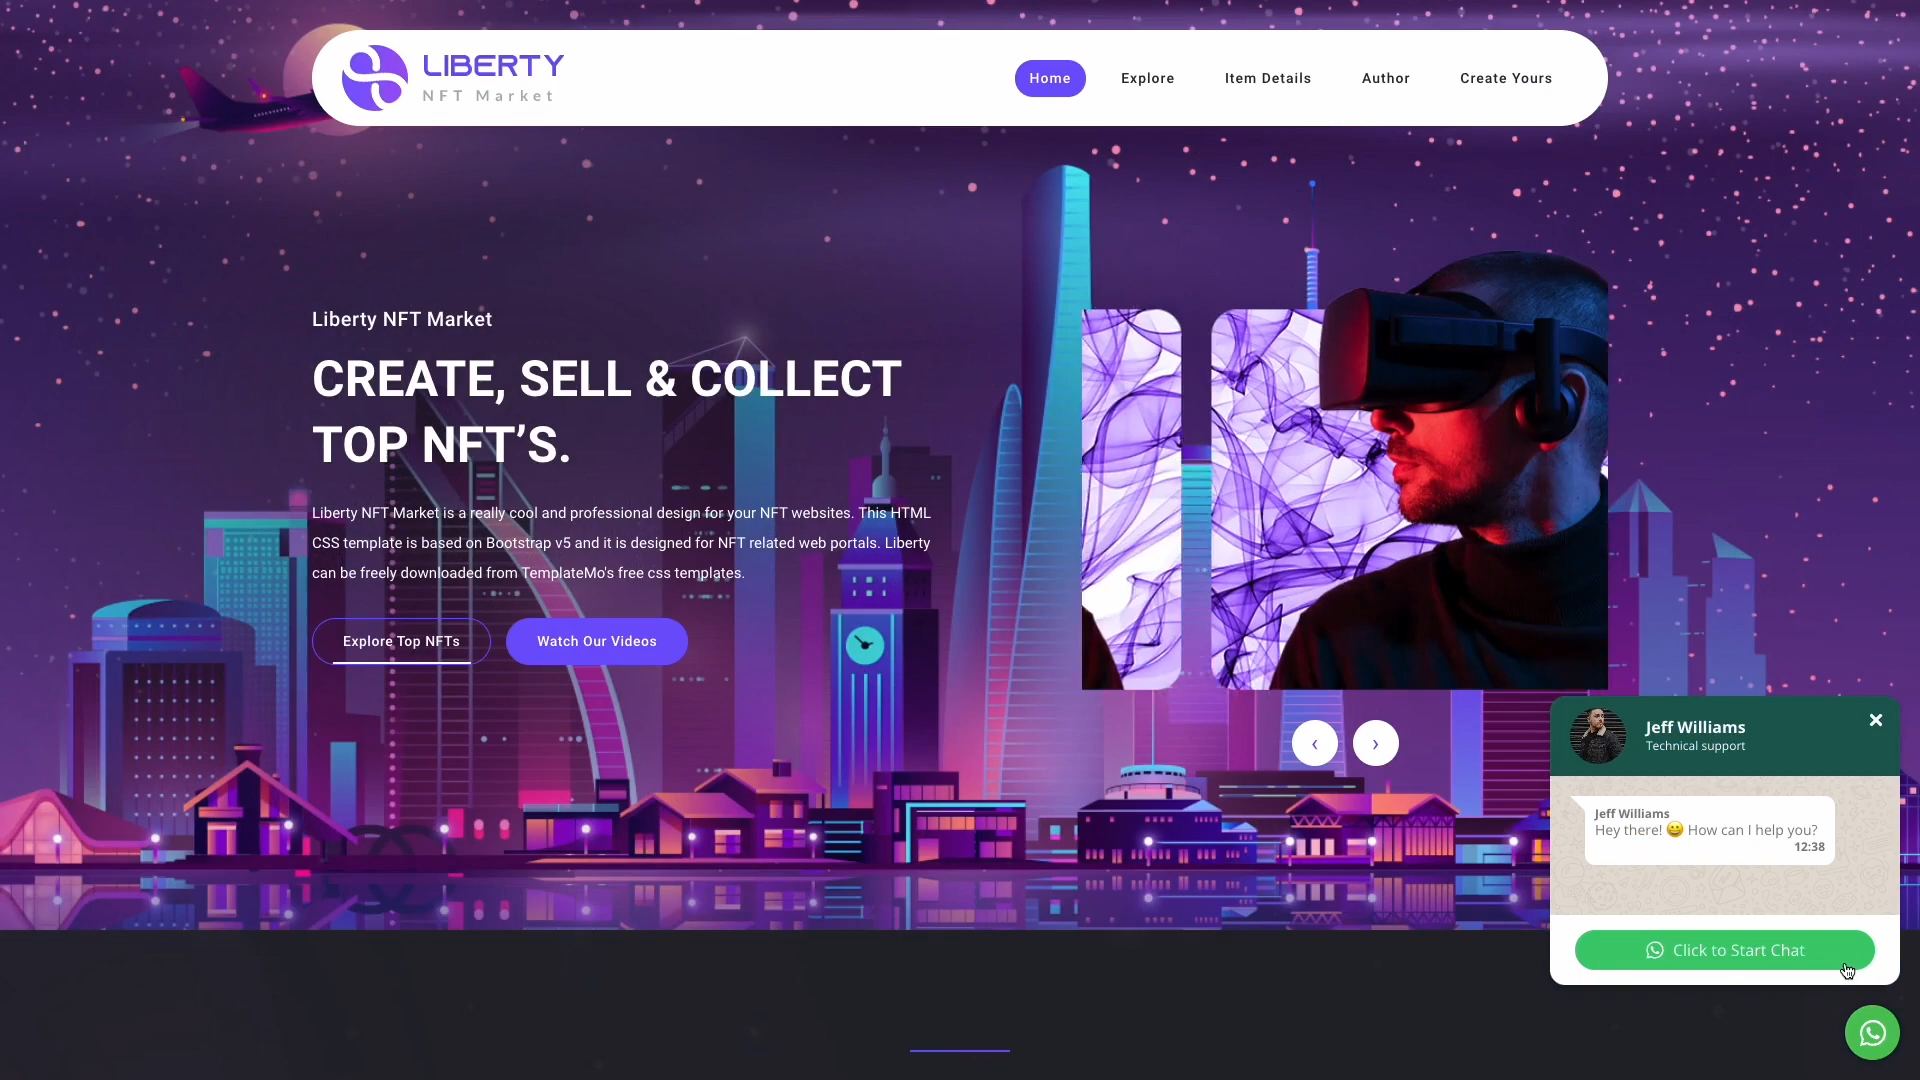 LIBERTY
NFT Market
Home
Explore
Item Details
Author
Create Yours
Liberty NFT Market
CREATE, SELL & COLLECT
TOP NFT’S.
Liberty NFT Market is a really cool and professional design for your NFT websites. This HTML
CSS template is based on Bootstrap v5 and it is designed for NFT related web portals. Liberty
can be freely downloaded from TemplateMo's free css templates.
Explore Top NFTs
Watch Our Videos
‹
›
Jeff Williams
Technical support
Jeff Williams
Hey there! 😀 How can I help you?
12:38
Click to Start Chat